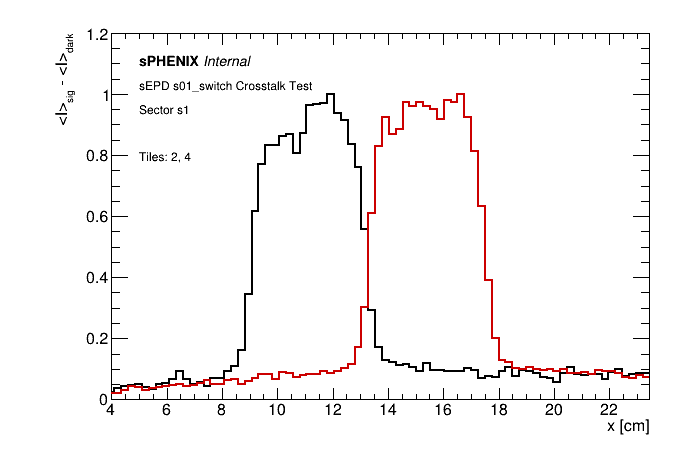 1.2
<I>sig - <I>dark
sPHENIX Internal
sEPD s01_switch Crosstalk Test
1
Sector s1
0.8
Tiles: 2, 4
0.6
0.4
0.2
0
4 6 8 10 12 14 16 18 20 22
x [cm]